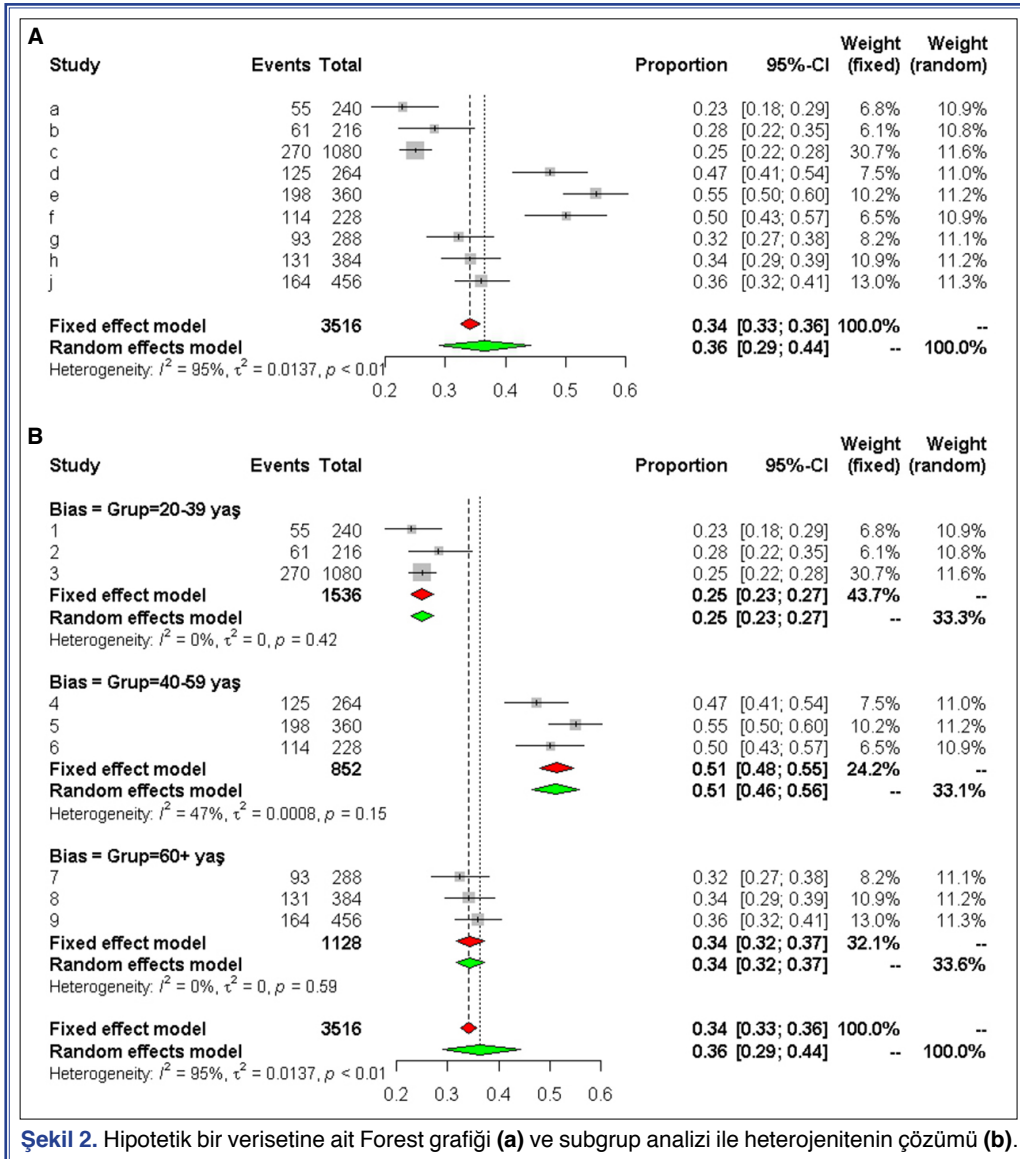 A
Weight Weight
Study Events Total Proportion 95%-CI (fixed) (random)
a 55 240 0.23 [0.18; 0.29] 6.8% 10.9%
b 61 216 0.28 [0.22; 0.35] 6.1% 10.8%
c 270 1080 0.25 [0.22; 0.28] 30.7% 11.6%
d 125 264 0.47 [0.41; 0.54] 7.5% 11.0%
e 198 360 0.55 [0.50; 0.60] 10.2% 11.2%
f 114 228 0.50 [0.43; 0.57] 6.5% 10.9%
g 93 288 0.32 [0.27; 0.38] 8.2% 11.1%
h 131 384 0.34 [0.29; 0.39] 10.9% 11.2%
j 164 456 0.36 [0.32; 0.41] 13.0% 11.3%
Fixed effect model 3516 0.34 [0.33; 0.36] 100.0% --
Random effects model 0.36 [0.29; 0.44] -- 100.0%
Heterogeneity: I² = 95%, τ² = 0.0137, p < 0.01
0.2 0.3 0.4 0.5 0.6
B
Weight Weight
Study Events Total Proportion 95%-CI (fixed) (random)
Bias = Grup=20-39 yaş
1 55 240 0.23 [0.18; 0.29] 6.8% 10.9%
2 61 216 0.28 [0.22; 0.35] 6.1% 10.8%
3 270 1080 0.25 [0.22; 0.28] 30.7% 11.6%
Fixed effect model 1536 0.25 [0.23; 0.27] 43.7% --
Random effects model 0.25 [0.23; 0.27] -- 33.3%
Heterogeneity: I² = 0%, τ² = 0, p = 0.42
Bias = Grup=40-59 yaş
4 125 264 0.47 [0.41; 0.54] 7.5% 11.0%
5 198 360 0.55 [0.50; 0.60] 10.2% 11.2%
6 114 228 0.50 [0.43; 0.57] 6.5% 10.9%
Fixed effect model 852 0.51 [0.48; 0.55] 24.2% --
Random effects model 0.51 [0.46; 0.56] -- 33.1%
Heterogeneity: I² = 47%, τ² = 0.0008, p = 0.15
Bias = Grup=60+ yaş
7 93 288 0.32 [0.27; 0.38] 8.2% 11.1%
8 131 384 0.34 [0.29; 0.39] 10.9% 11.2%
9 164 456 0.36 [0.32; 0.41] 13.0% 11.3%
Fixed effect model 1128 0.34 [0.32; 0.37] 32.1% --
Random effects model 0.34 [0.32; 0.37] -- 33.6%
Heterogeneity: I² = 0%, τ² = 0, p = 0.59
Fixed effect model 3516 0.34 [0.33; 0.36] 100.0% --
Random effects model 0.36 [0.29; 0.44] -- 100.0%
Heterogeneity: I² = 95%, τ² = 0.0137, p < 0.01
0.2 0.3 0.4 0.5 0.6
Şekil 2. Hipotetik bir verisetine ait Forest grafiği (a) ve subgrup analizi ile heterojenitenin çözümü (b).